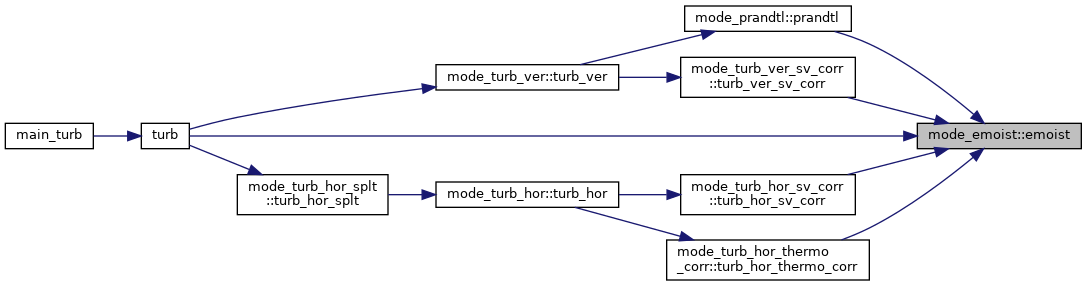 mode_prandtl::prandtl
mode_turb_ver::turb_ver
mode_turb_ver_sv_corr
::turb_ver_sv_corr
main_turb
turb
mode_emoist::emoist
mode_turb_hor_splt
::turb_hor_splt
mode_turb_hor::turb_hor
mode_turb_hor_sv_corr
::turb_hor_sv_corr
mode_turb_hor_thermo
_corr::turb_hor_thermo_corr